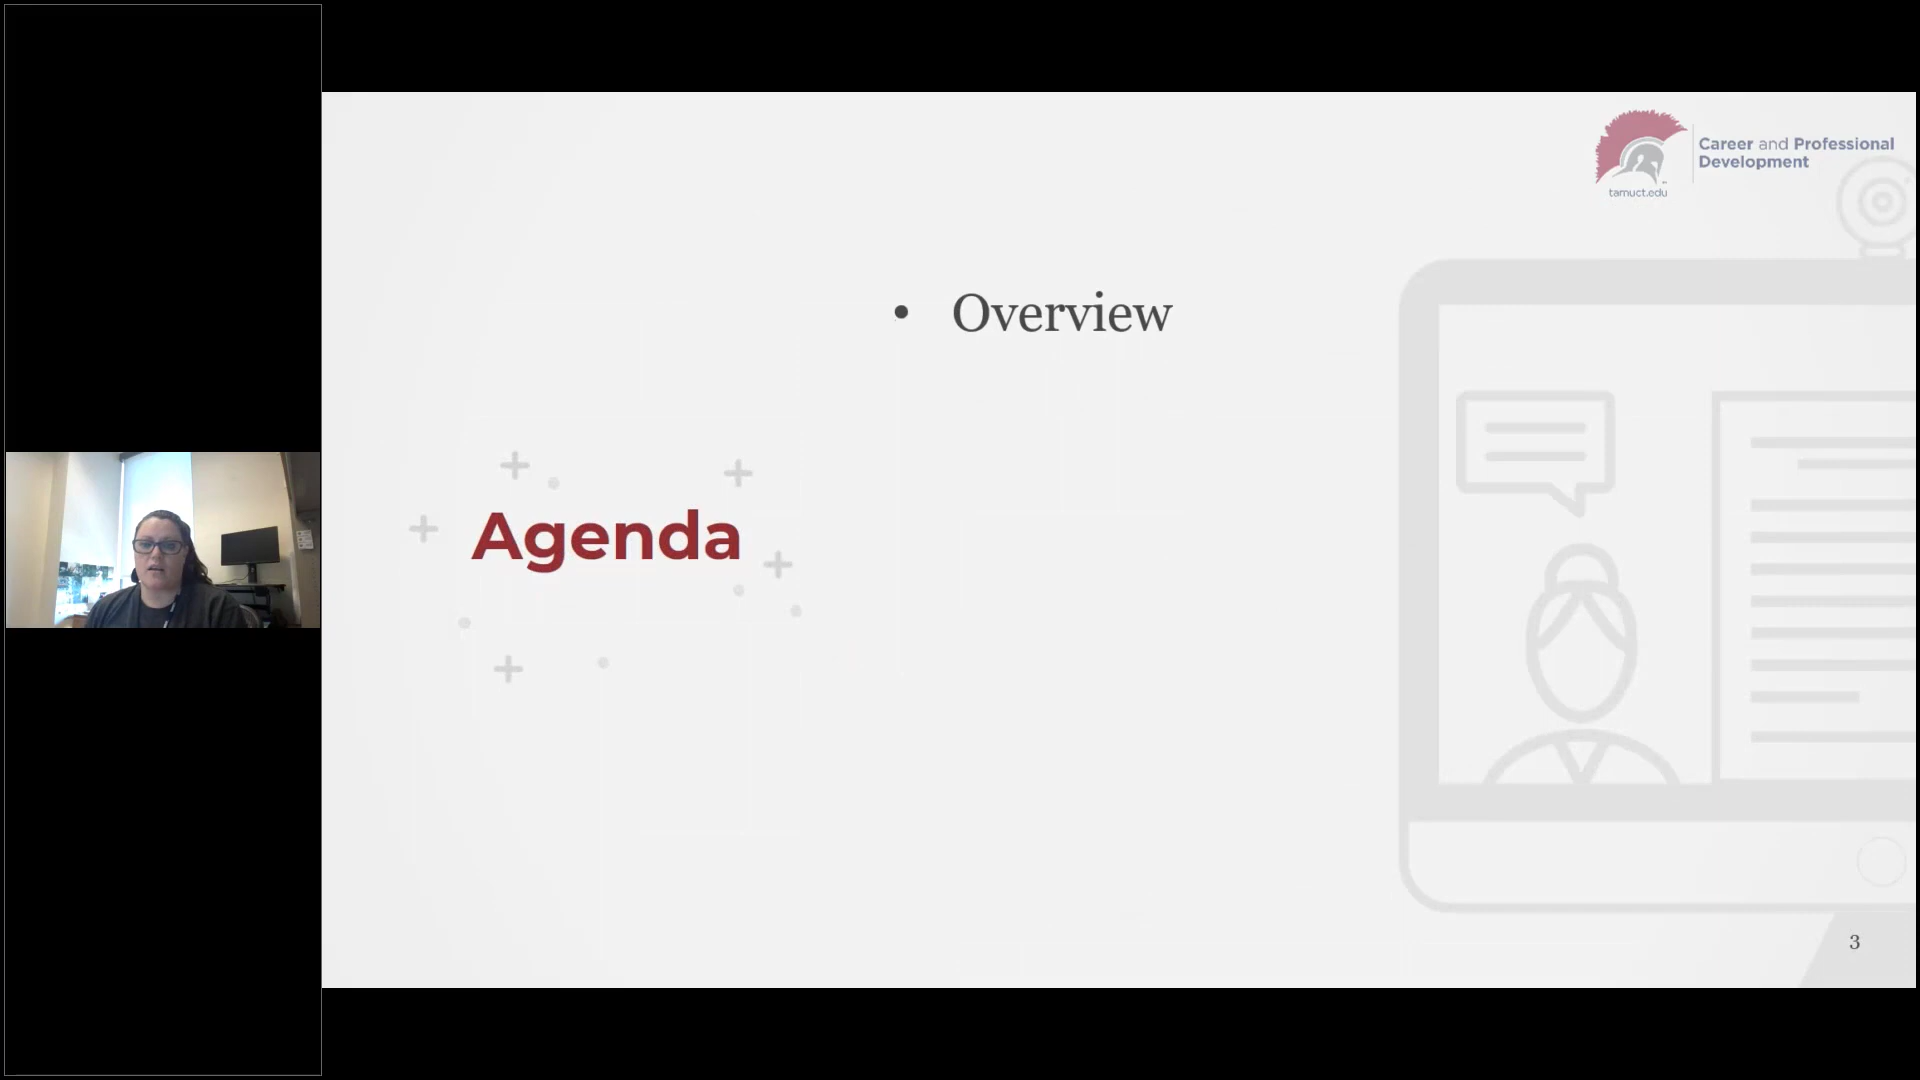 Career and Professional
Development
tamuct.edu
• Overview
Agenda
3